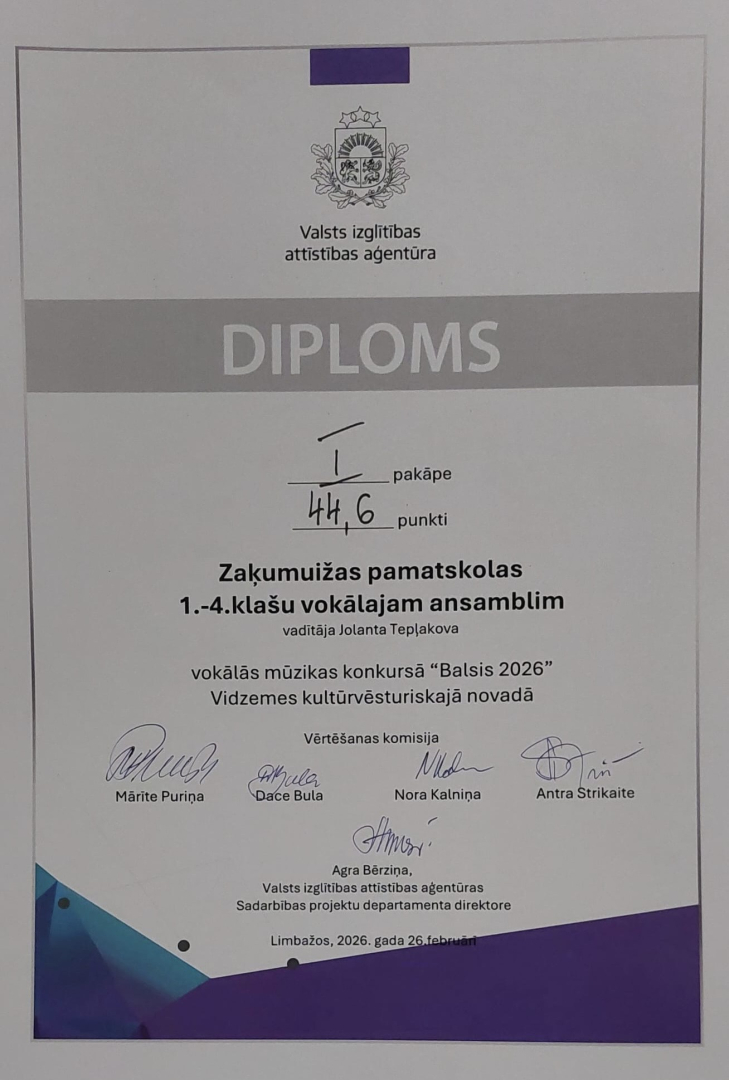 Valsts izglītības
attīstības aģentūra
DIPLOMS
I pakāpe
44,6 punkti
Zaķumuižas pamatskolas
1.-4.klašu vokālajam ansamblim
vadītāja Jolanta Tepļakova
vokālās mūzikas konkursā “Balsis 2026”
Vidzemes kultūrvēsturiskajā novadā
Vērtēšanas komisija
Mārīte Puriņa Dace Bula Nora Kalniņa Antra Strikaite
Agra Bērziņa,
Valsts izglītības attīstības aģentūras
Sadarbības projektu departamenta direktore
Limbažos, 2026. gada 26.februārī